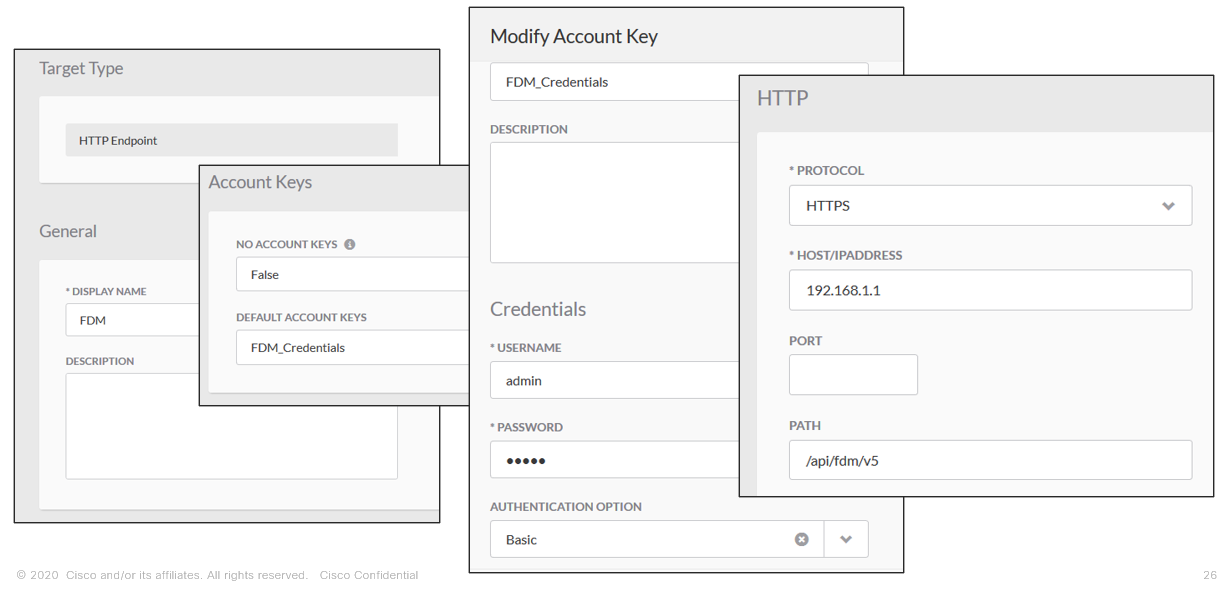 Target Type
HTTP Endpoint
General
* DISPLAY NAME
FDM
DESCRIPTION
Account Keys
NO ACCOUNT KEYS
False
DEFAULT ACCOUNT KEYS
FDM_Credentials
Modify Account Key
FDM_Credentials
DESCRIPTION
Credentials
* USERNAME
admin
* PASSWORD
•••••
AUTHENTICATION OPTION
Basic
HTTP
* PROTOCOL
HTTPS
* HOST/IPADDRESS
192.168.1.1
PORT
PATH
/api/fdm/v5
© 2020 Cisco and/or its affiliates. All rights reserved. Cisco Confidential
26